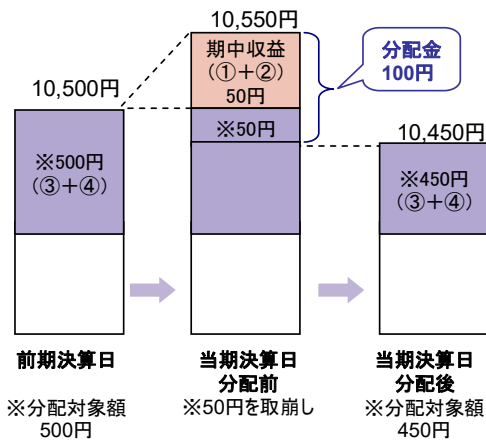 10,550円
期中収益
(①+②)
50円
分配金
100円
10,500円
※50円
10,450円
※500円
(③+④)
※450円
(③+④)
前期決算日
当期決算日
分配前
当期決算日
分配後
※分配対象額
500円
※50円を取崩し
※分配対象額
450円